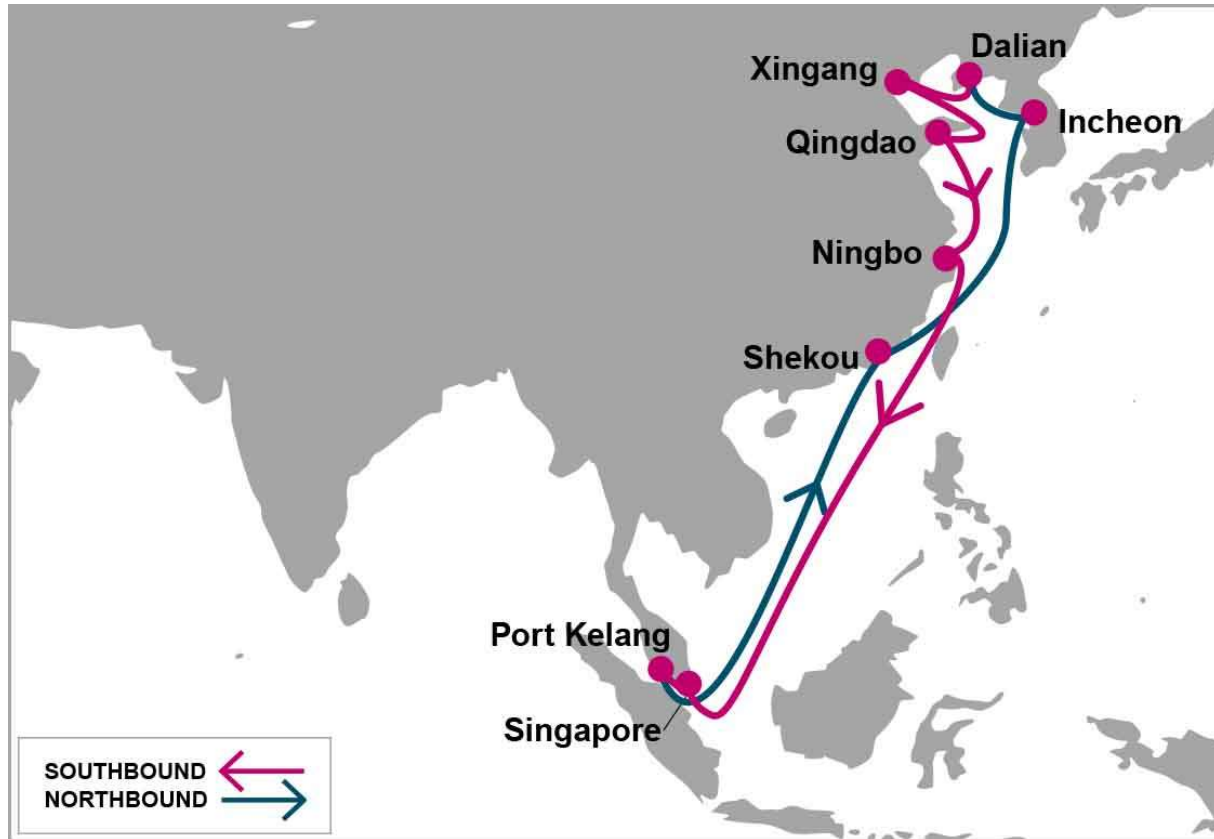 Dalian
Xingang
Incheon
Qingdao
Ningbo
Shekou
Port Kelang
Singapore
SOUTHBOUND
NORTHBOUND